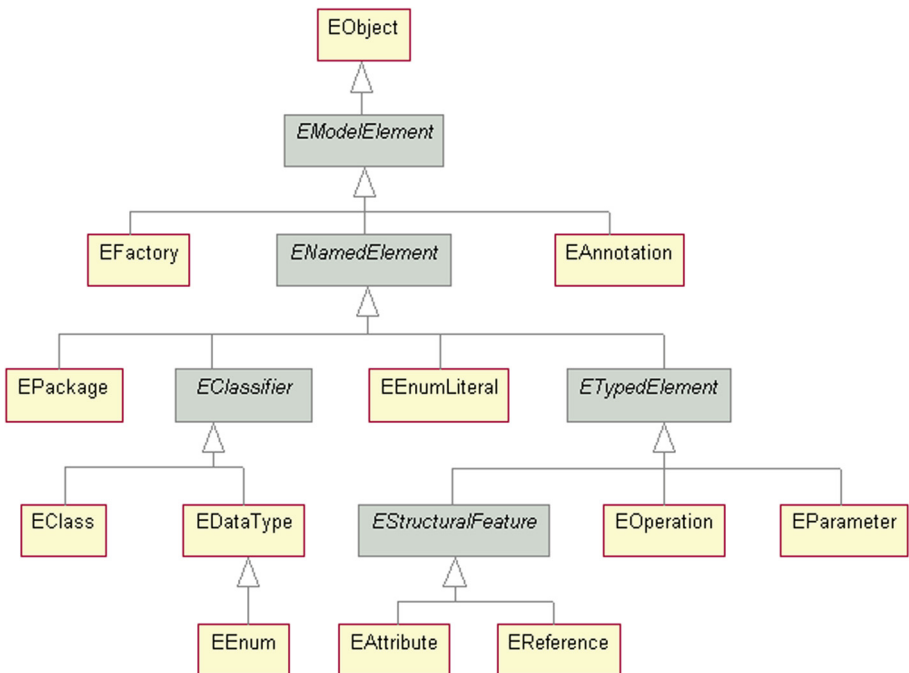 EObject
EModelElement
EFactory
ENamedElement
EAnnotation
EPackage
EClassifier
EEnumLiteral
ETypedElement
EClass
EDataType
EStructuralFeature
EOperation
EParameter
EEnum
EAttribute
EReference